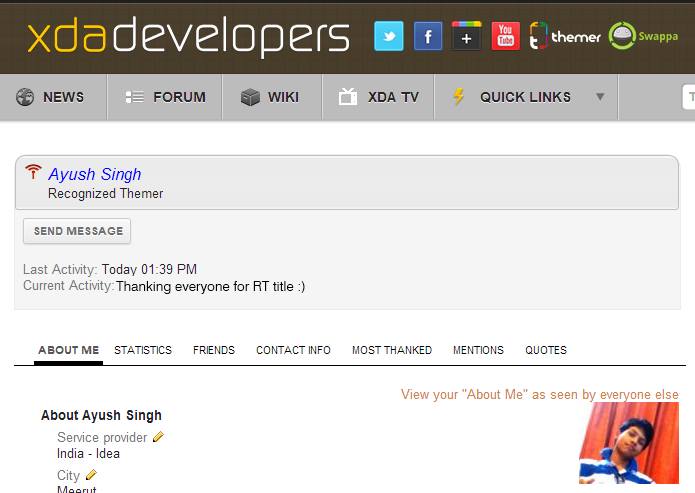 xdadevelopers
You
Tube
themer
Swappa
NEWS
FORUM
WIKI
XDA TV
QUICK LINKS
T
Ayush Singh
Recognized Themer
SEND MESSAGE
Last Activity: Today 01:39 PM
Current Activity:Thanking everyone for RT title :)
ABOUT ME STATISTICS FRIENDS CONTACT INFO MOST THANKED MENTIONS QUOTES
View your "About Me" as seen by everyone else
About Ayush Singh
Service provider
India - Idea
City
Meerut